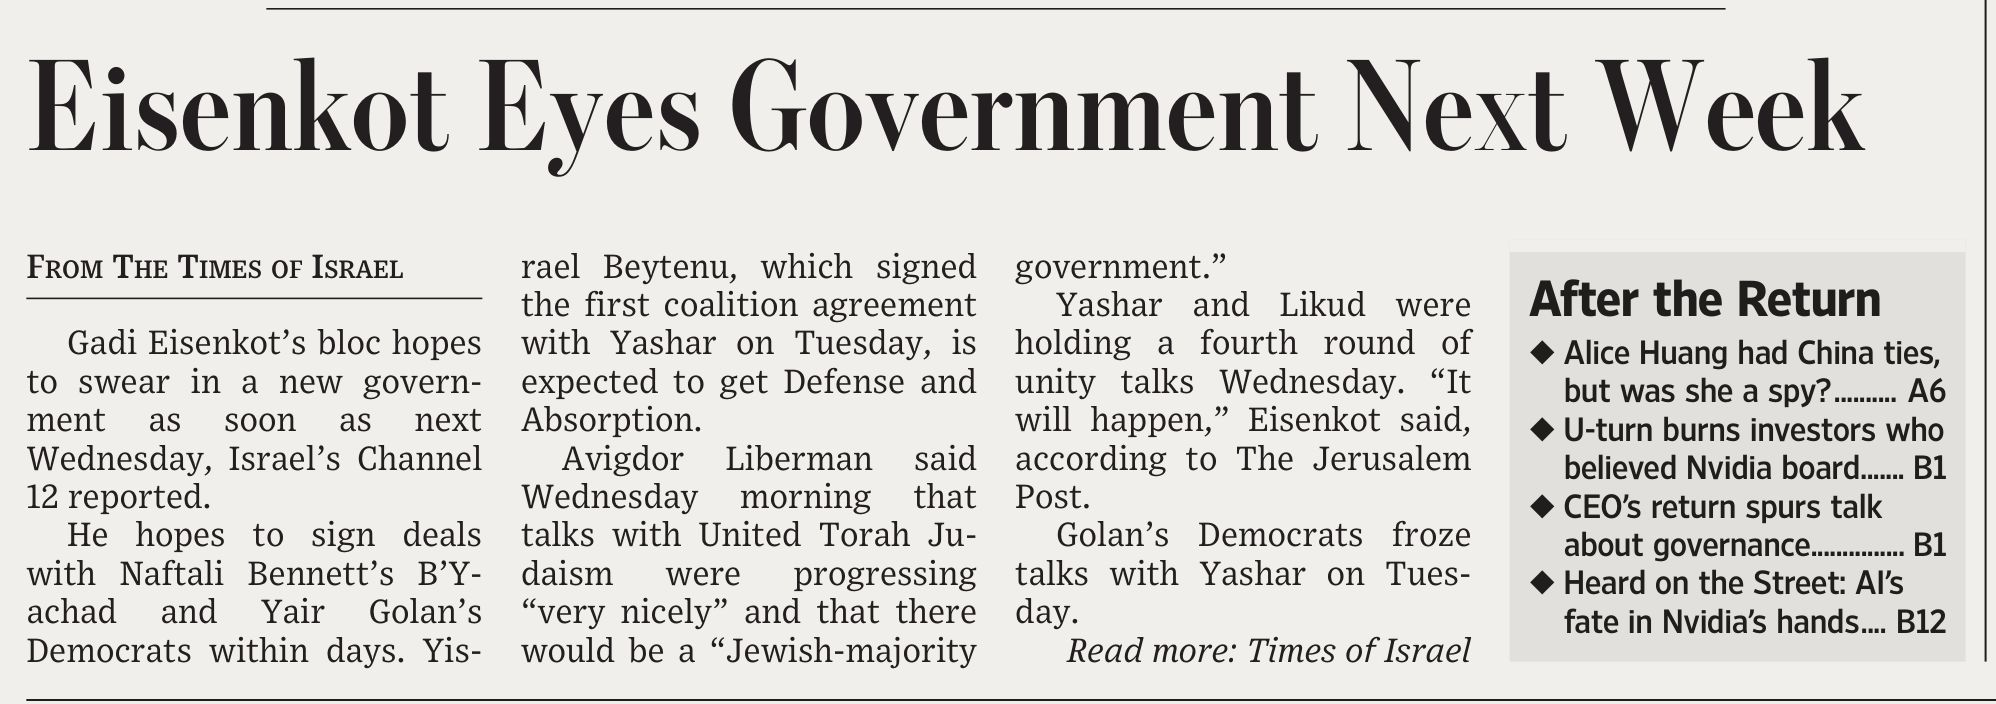 Eisenkot Eyes Government Next Week
FROM THE TIMES OF ISRAEL
Gadi Eisenkot’s bloc hopes
to swear in a new govern-
ment as soon as next
Wednesday, Israel’s Channel
12 reported.
He hopes to sign deals
with Naftali Bennett’s B’Y-
achad and Yair Golan’s
Democrats within days. Yis-
rael Beytenu, which signed
the first coalition agreement
with Yashar on Tuesday, is
expected to get Defense and
Absorption.
Avigdor Liberman said
Wednesday morning that
talks with United Torah Ju-
daism were progressing
“very nicely” and that there
would be a “Jewish-majority
government.”
Yashar and Likud were
holding a fourth round of
unity talks Wednesday. “It
will happen,” Eisenkot said,
according to The Jerusalem
Post.
Golan’s Democrats froze
talks with Yashar on Tues-
day.
Read more: Times of Israel
After the Return
◆ Alice Huang had China ties,
but was she a spy?.......... A6
◆ U-turn burns investors who
believed Nvidia board....... B1
◆ CEO’s return spurs talk
about governance............... B1
◆ Heard on the Street: AI’s
fate in Nvidia’s hands.... B12